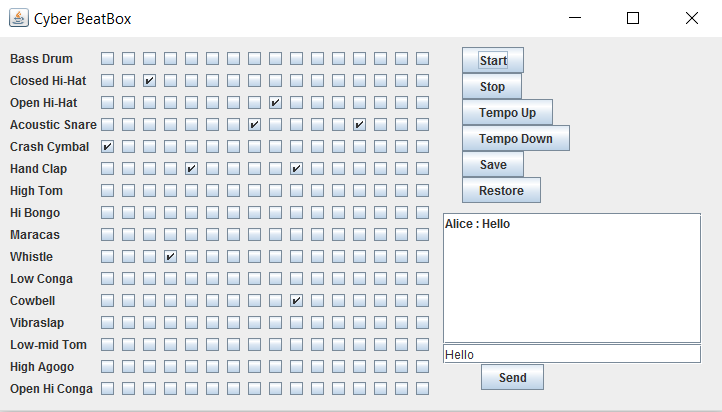 Cyber BeatBox
Bass Drum
Closed Hi-Hat
Open Hi-Hat
Acoustic Snare
Crash Cymbal
Hand Clap
High Tom
Hi Bongo
Maracas
Whistle
Low Conga
Cowbell
Vibraslap
Low-mid Tom
High Agogo
Open Hi Conga
Start
Stop
Tempo Up
Tempo Down
Save
Restore
Alice : Hello
Hello
Send